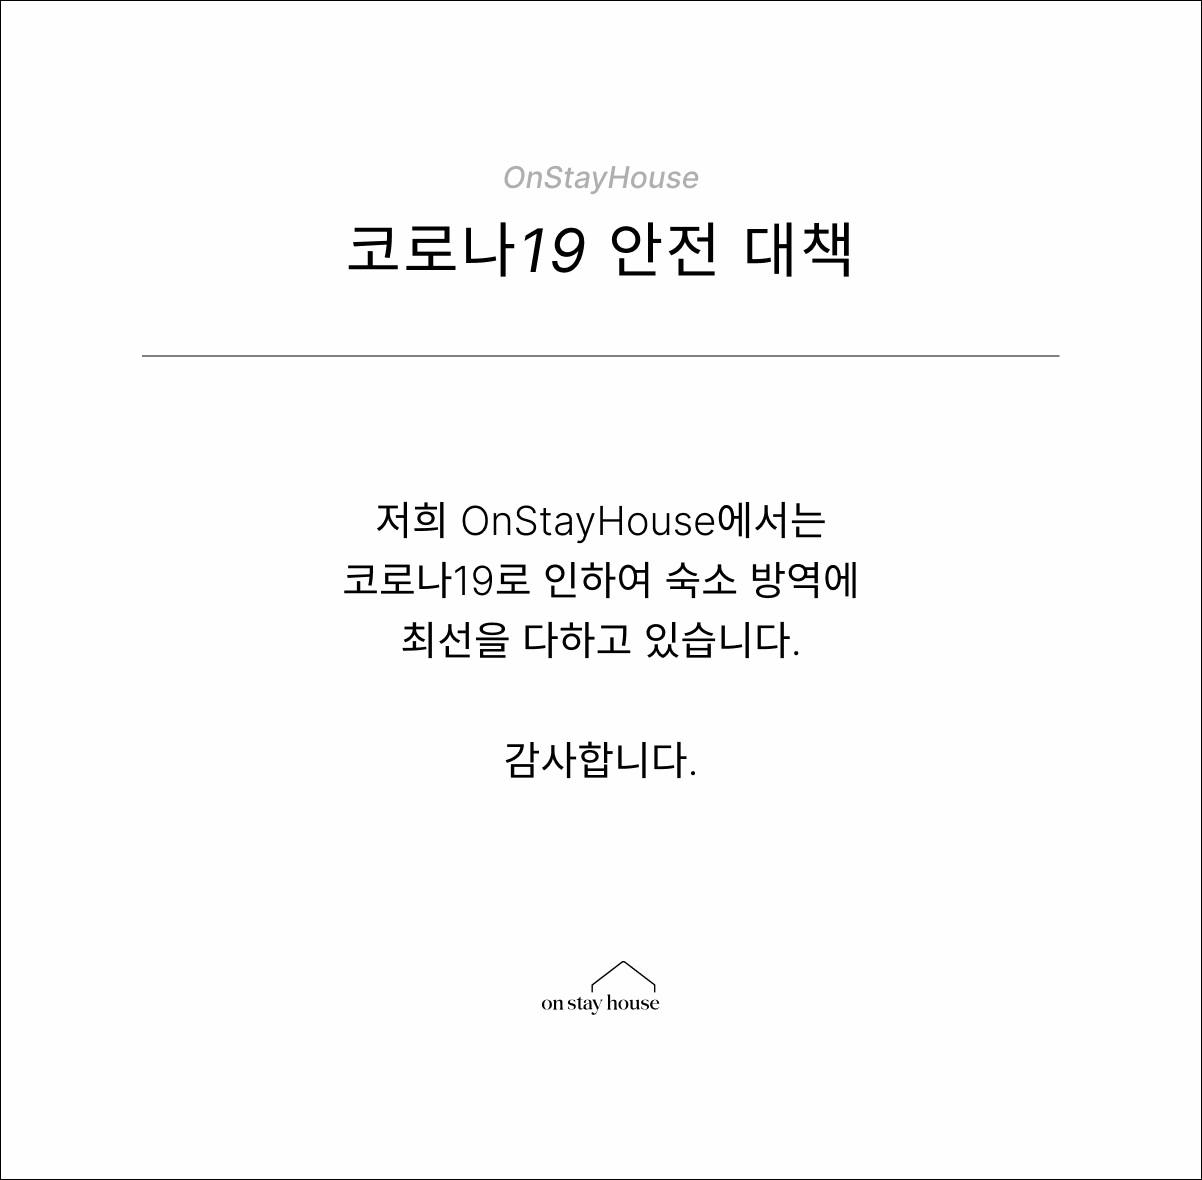 OnStayHouse
코로나19 안전 대책
저희 OnStayHouse에서는
코로나19로 인하여 숙소 방역에
최선을 다하고 있습니다.
감사합니다.
on stay house